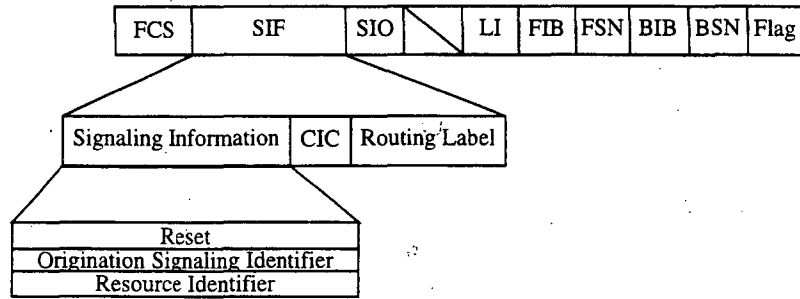 FCS SIF SIO LI FIB FSN BIB BSN Flag
Signaling Information CIC Routing Label
Reset
Origination Signaling Identifier
Resource Identifier